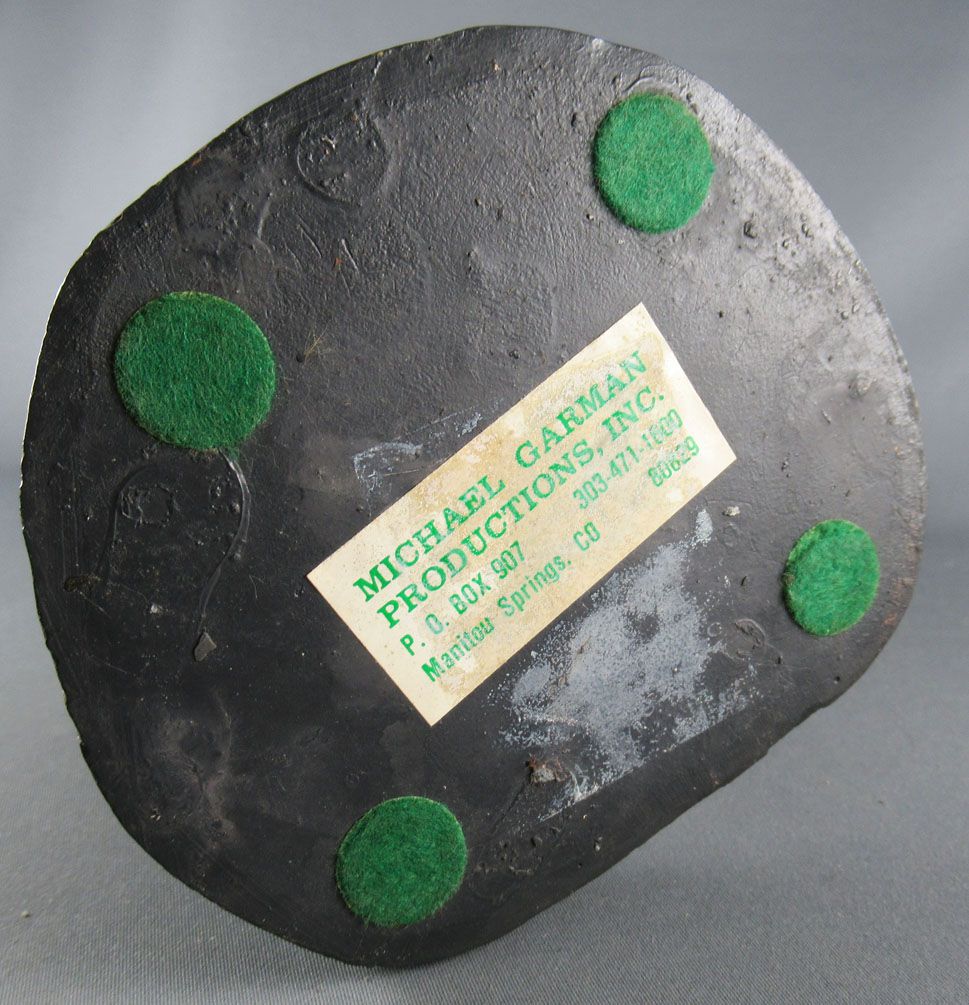 MICHAEL GARMAN
PRODUCTIONS, INC.
P. O. BOX 907 303-471-1600
Manitou Springs, CO 80829